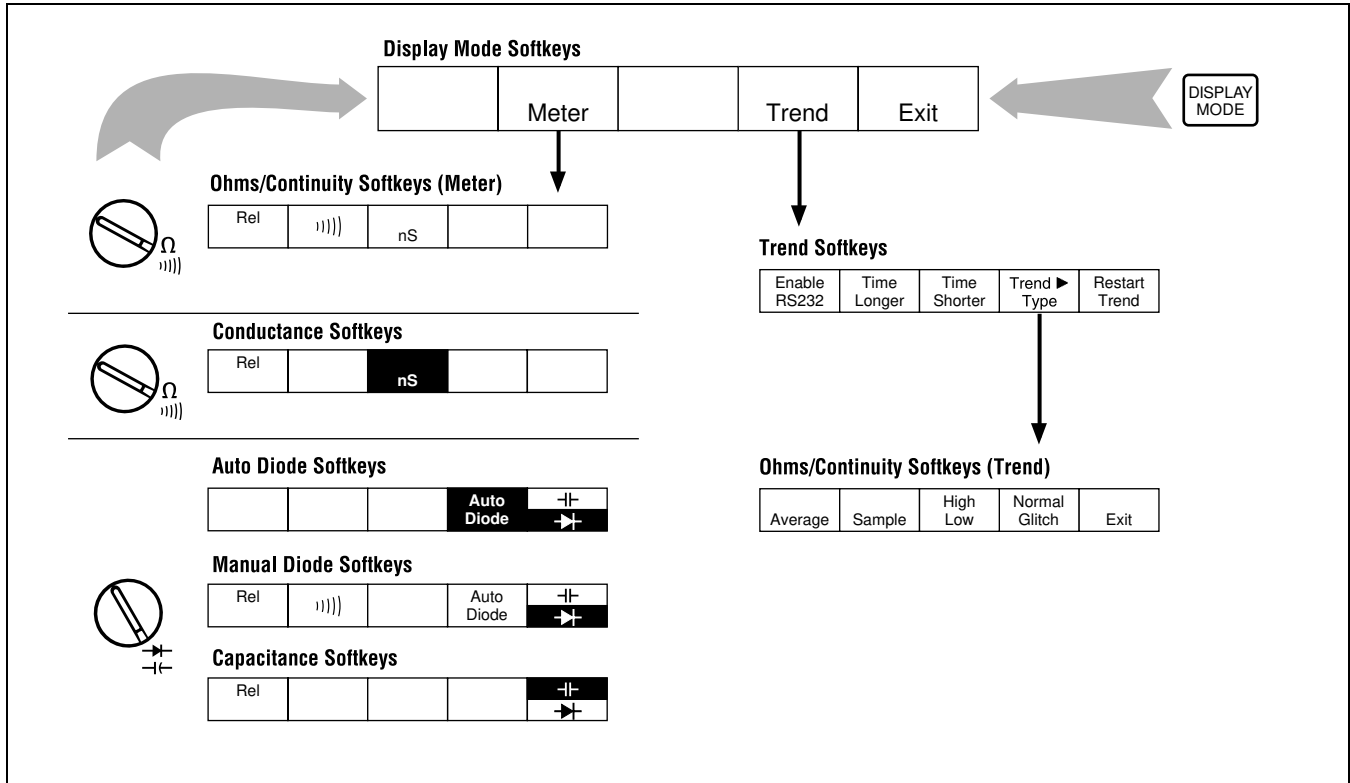 Display Mode Softkeys
Meter Trend Exit
DISPLAY
MODE
Ohms/Continuity Softkeys (Meter)
Rel nS
Ω
Conductance Softkeys
Rel nS
Ω
Auto Diode Softkeys
Auto
Diode
Manual Diode Softkeys
Rel Auto
Diode
Capacitance Softkeys
Rel
Trend Softkeys
Enable Time Time Trend ▶ Restart
RS232 Longer Shorter Type Trend
Ohms/Continuity Softkeys (Trend)
High Normal
Average Sample Low Glitch Exit